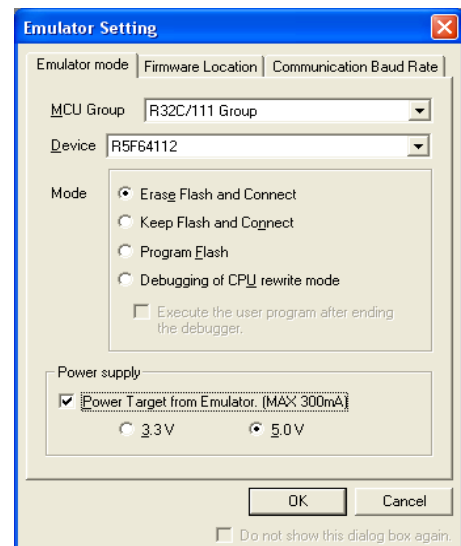 Emulator Setting
Emulator mode Firmware Location Communication Baud Rate
MCU Group R32C/111 Group
Device R5F64112
Mode Erase Flash and Connect
Keep Flash and Connect
Program Flash
Debugging of CPU rewrite mode
Execute the user program after ending
the debugger.
Power supply
Power Target from Emulator. (MAX 300mA)
3.3 V 5.0 V
OK Cancel
Do not show this dialog box again.